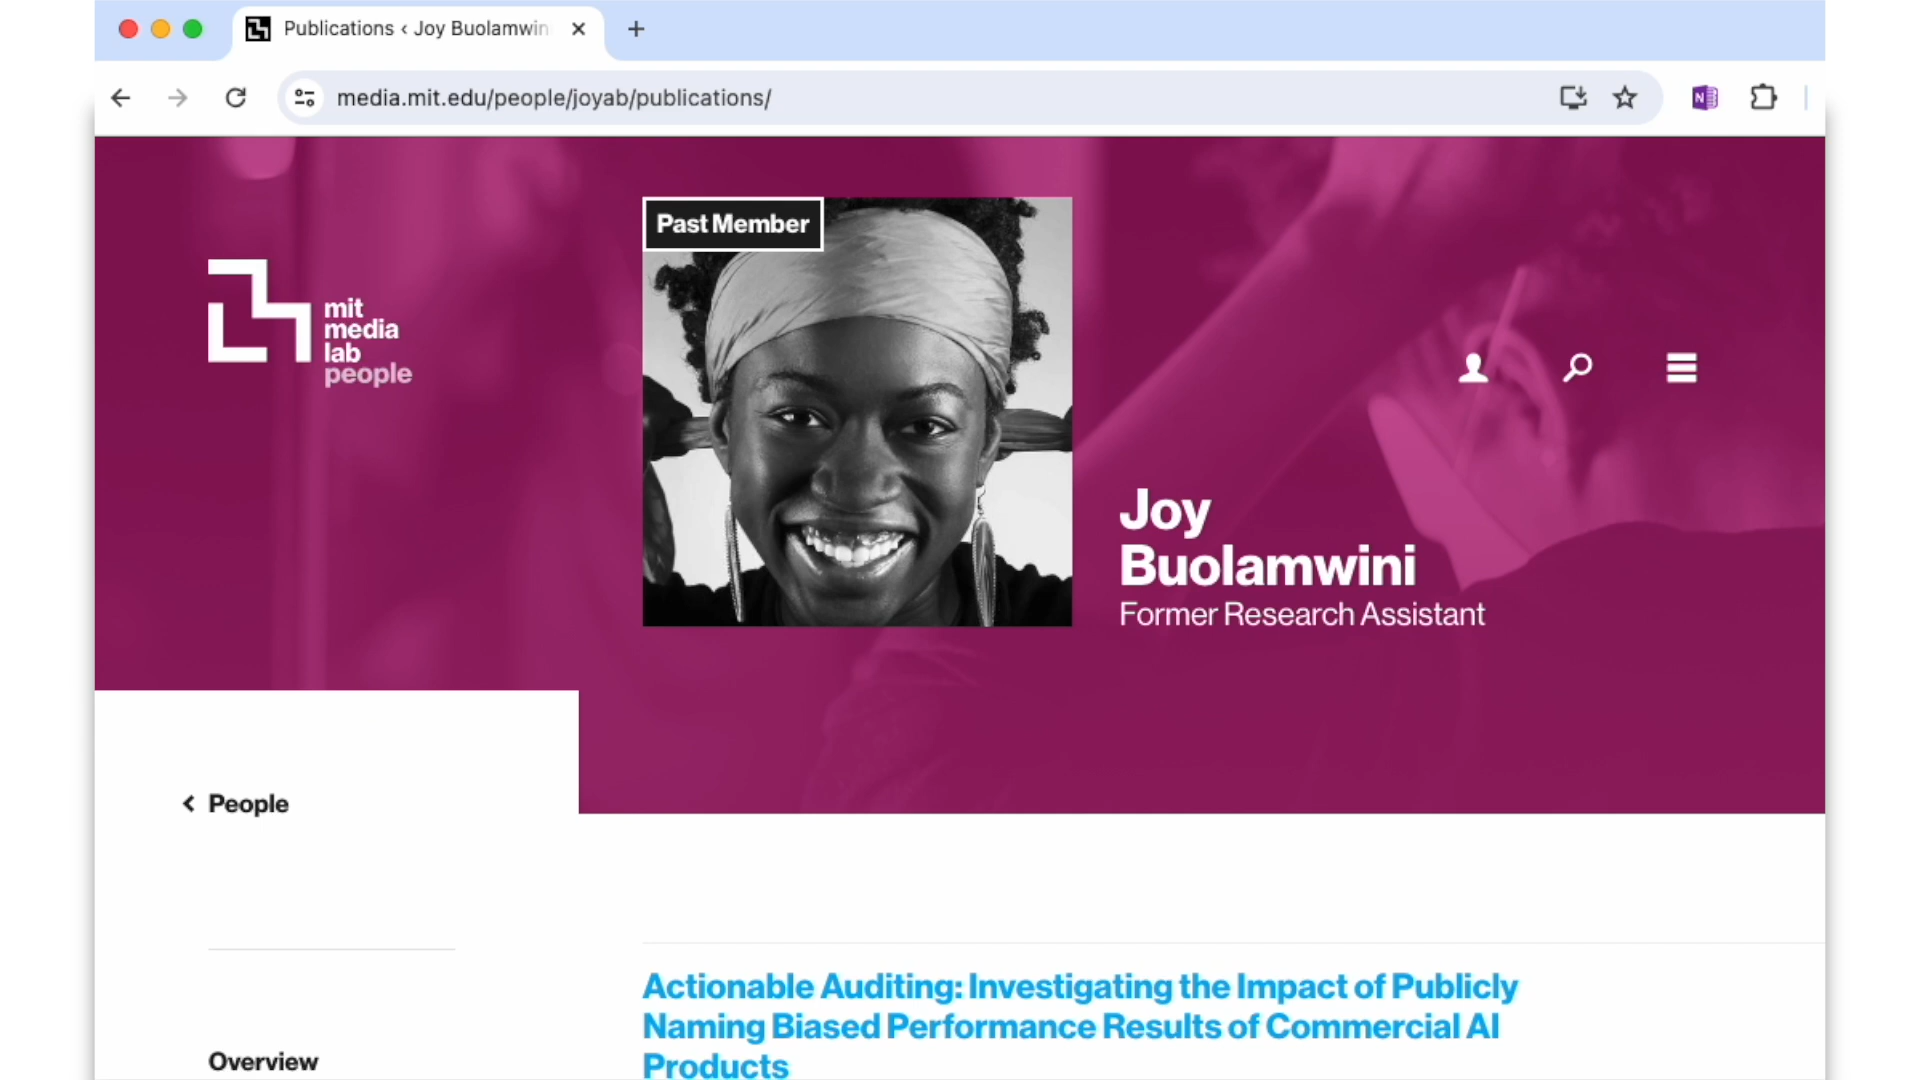 Publications ‹ Joy Buolamwin
media.mit.edu/people/joyab/publications/
N
Past Member
mit
media
lab
people
Joy
Buolamwini
Former Research Assistant
People
Actionable Auditing: Investigating the Impact of Publicly
Naming Biased Performance Results of Commercial AI
Products
Overview